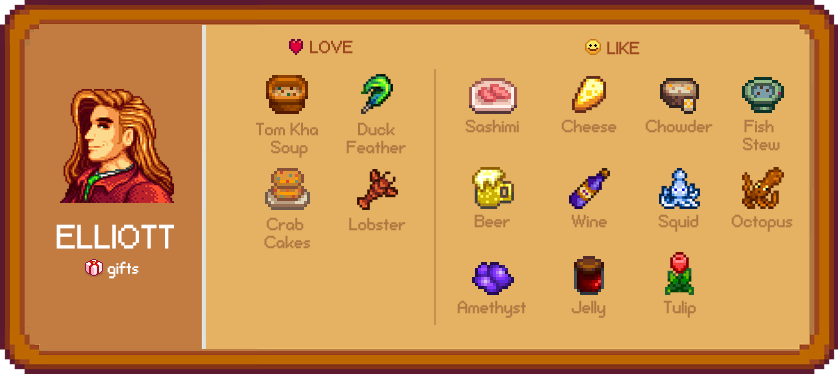 ELLIOTT
gifts
LOVE
Tom Kha
Soup
Duck
Feather
Crab
Cakes
Lobster
LIKE
Sashimi
Cheese
Chowder
Fish
Stew
Beer
Wine
Squid
Octopus
Amethyst
Jelly
Tulip